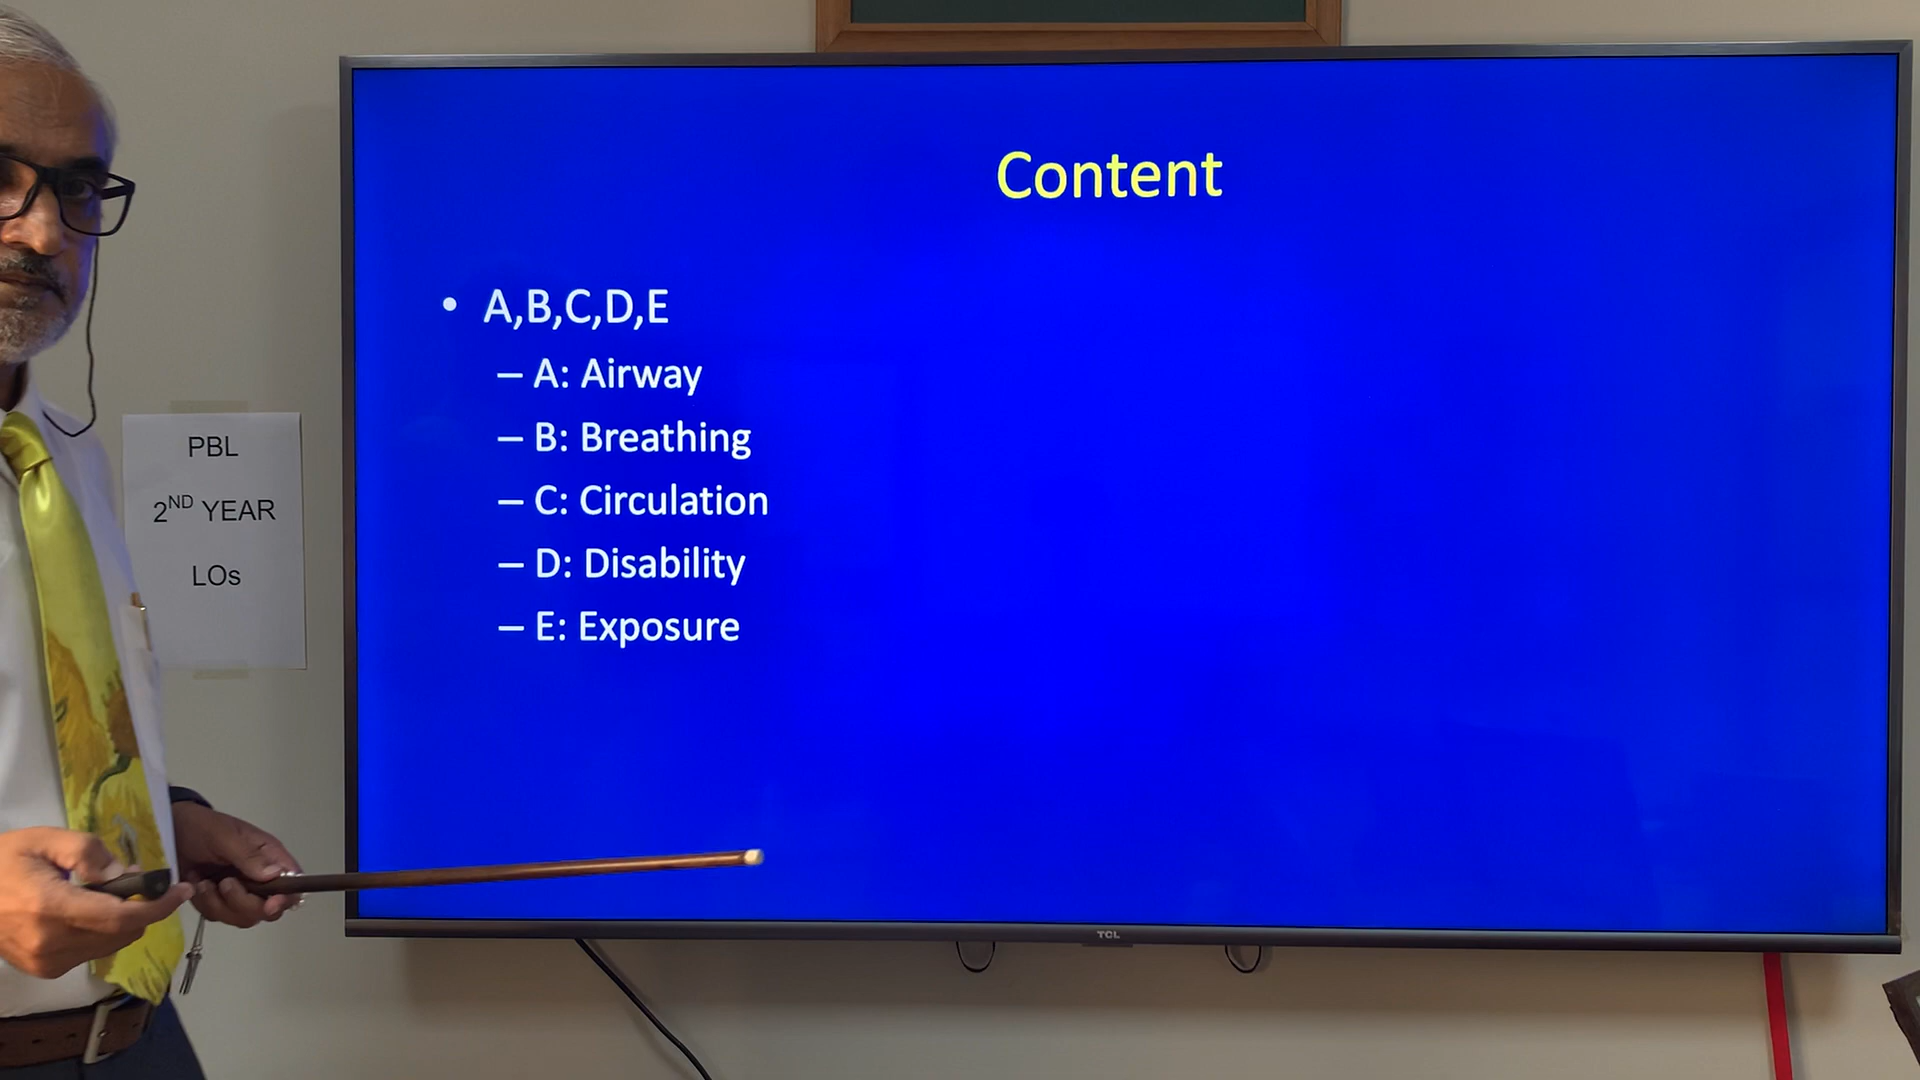 Content
• A,B,C,D,E
– A: Airway
– B: Breathing
– C: Circulation
– D: Disability
– E: Exposure
PBL
2ND YEAR
LOs
TCL